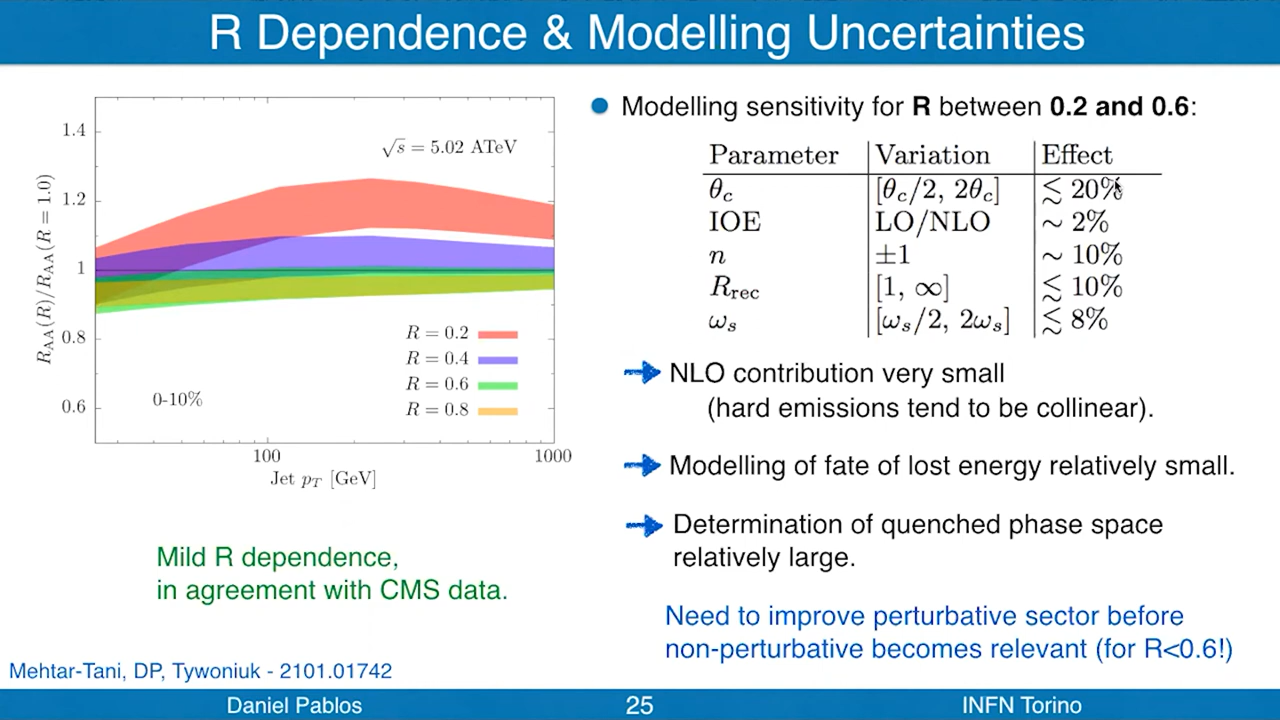 R Dependence & Modelling Uncertainties
1.4
1.2
1
0.8
0.6
R_AA(R)/R_AA(R = 1.0)
√s = 5.02 ATeV
R = 0.2
R = 0.4
R = 0.6
R = 0.8
0-10%
100
1000
Jet p_T [GeV]
Mild R dependence,
in agreement with CMS data.
Mehtar-Tani, DP, Tywoniuk - 2101.01742
• Modelling sensitivity for R between 0.2 and 0.6:
Parameter Variation Effect
θ_c [θ_c/2, 2θ_c] ≲ 20%
IOE LO/NLO ~ 2%
n ±1 ~ 10%
R_rec [1, ∞] ≲ 10%
ω_s [ω_s/2, 2ω_s] ≲ 8%
NLO contribution very small
(hard emissions tend to be collinear).
Modelling of fate of lost energy relatively small.
Determination of quenched phase space
relatively large.
Need to improve perturbative sector before
non-perturbative becomes relevant (for R<0.6!)
Daniel Pablos 25 INFN Torino